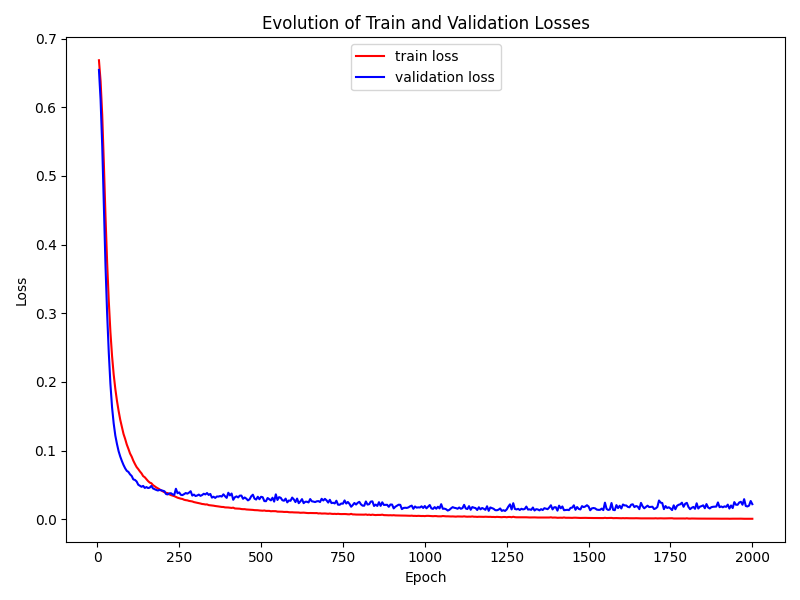 Evolution of Train and Validation Losses
train loss
validation loss
0.7
0.6
0.5
0.4
0.3
0.2
0.1
0.0
Loss
0 250 500 750 1000 1250 1500 1750 2000
Epoch